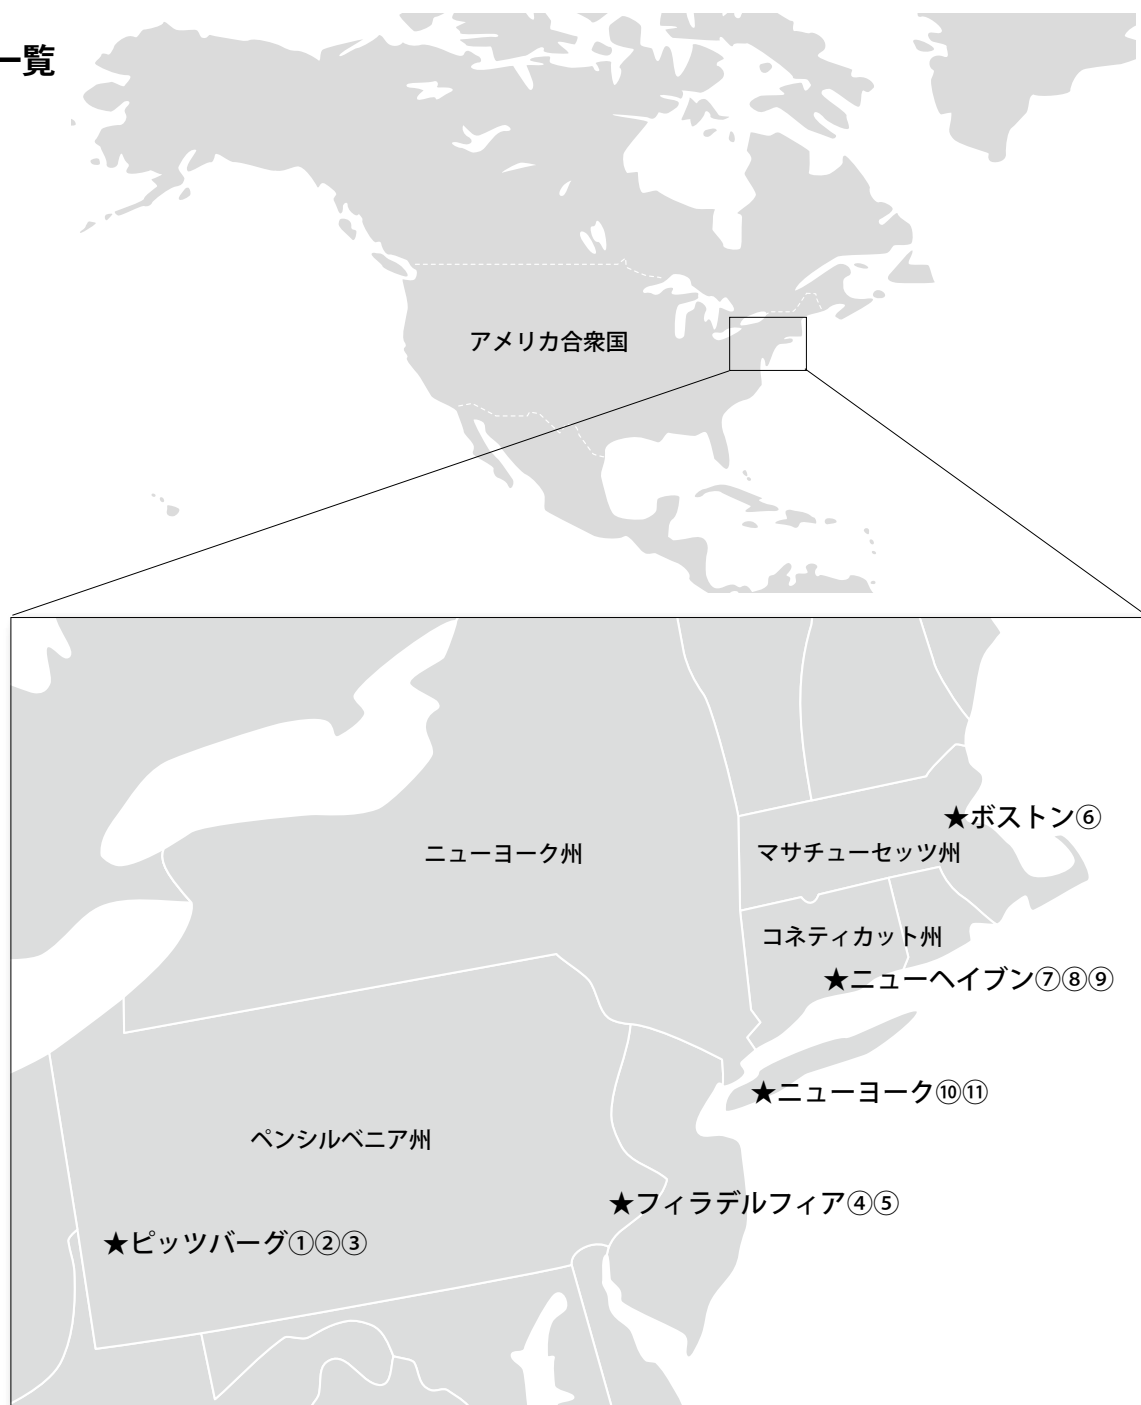 一覧
アメリカ合衆国
★ボストン⑥
ニューヨーク州
マサチューセッツ州
コネティカット州
★ニューヘイブン⑦⑧⑨
★ニューヨーク⑩⑪
ペンシルベニア州
★フィラデルフィア④⑤
★ピッツバーグ①②③